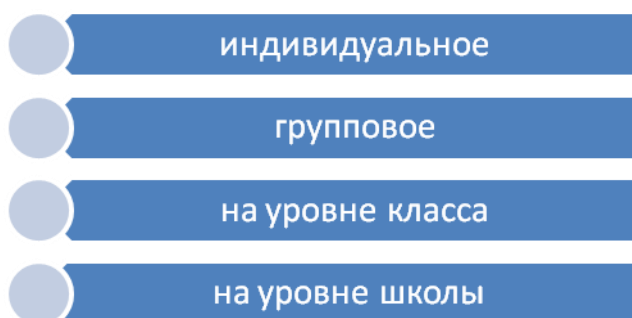 индивидуальное
групповое
на уровне класса
на уровне школы